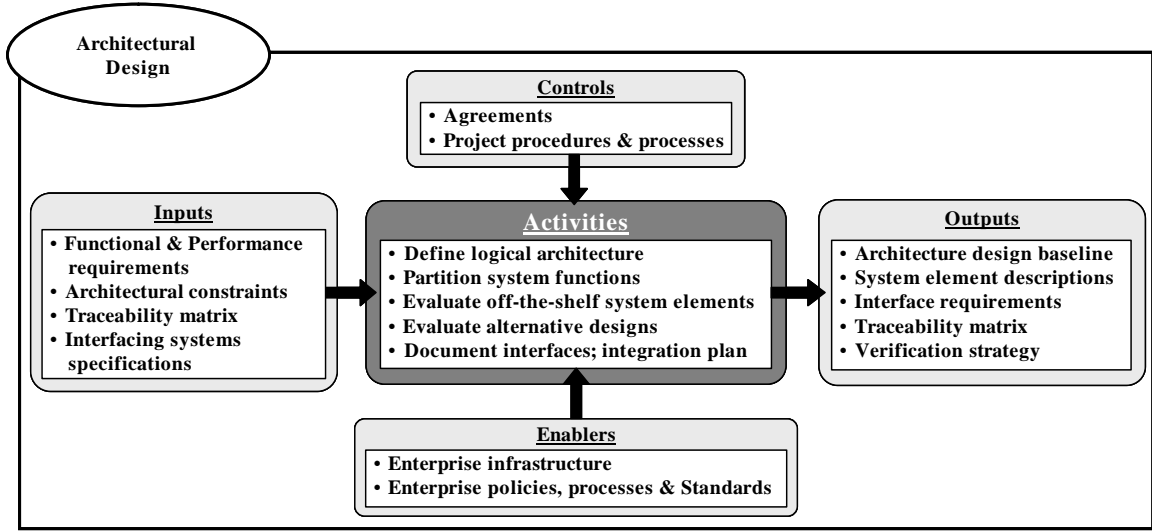 Architectural
Design
Controls
• Agreements
• Project procedures & processes
Inputs
• Functional & Performance
requirements
• Architectural constraints
• Traceability matrix
• Interfacing systems
specifications
Activities
• Define logical architecture
• Partition system functions
• Evaluate off-the-shelf system elements
• Evaluate alternative designs
• Document interfaces; integration plan
Outputs
• Architecture design baseline
• System element descriptions
• Interface requirements
• Traceability matrix
• Verification strategy
Enablers
• Enterprise infrastructure
• Enterprise policies, processes & Standards